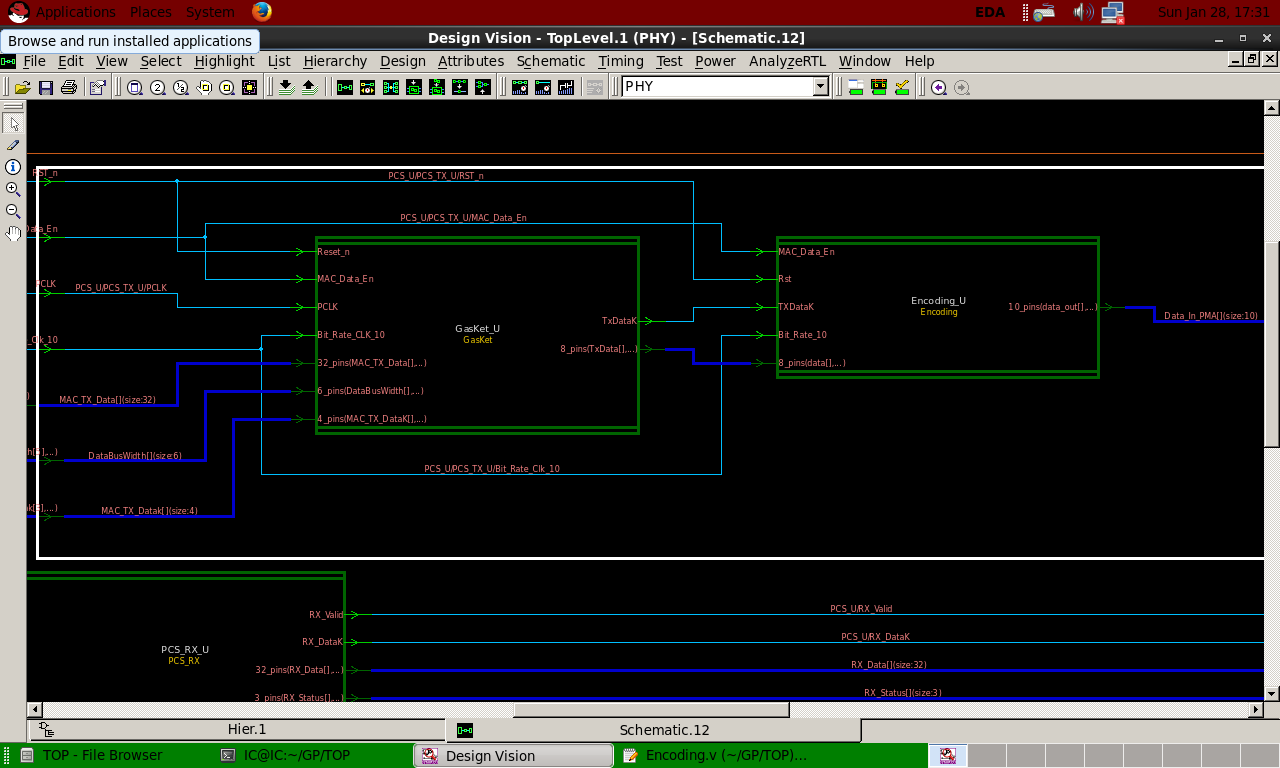 Applications Places System EDA Sun Jan 28, 17:31
Browse and run installed applications
Design Vision - TopLevel.1 (PHY) - [Schematic.12]
File Edit View Select Highlight List Hierarchy Design Attributes Schematic Timing Test Power AnalyzeRTL Window Help
PHY
RST_n
PCS_U/PCS_TX_U/RST_n
PCS_U/PCS_TX_U/MAC_Data_En
Data_En
Reset_n
MAC_Data_En
MAC_Data_En
Rst
PCLK
PCS_U/PCS_TX_U/PCLK
PCLK
TXDataK
Encoding_U
Encoding
10_pins(data_out[],...)
Data_In_PMA[](size:10)
TxDataK
GasKet_U
GasKet
_Clk_10
Bit_Rate_CLK_10
Bit_Rate_10
8_pins(TxData[],...)
32_pins(MAC_TX_Data[],...)
8_pins(data[],...)
6_pins(DataBusWidth[],...)
MAC_TX_Data[](size:32)
4_pins(MAC_TX_DataK[],...)
DataBusWidth[](size:6)
PCS_U/PCS_TX_U/Bit_Rate_Clk_10
MAC_TX_Datak[](size:4)
RX_Valid
PCS_U/RX_Valid
RX_DataK
PCS_U/RX_DataK
PCS_RX_U
PCS_RX
32_pins(RX_Data[],...)
RX_Data[](size:32)
3_pins(RX_Status[],...)
RX_Status[](size:3)
Hier.1
Schematic.12
TOP - File Browser
IC@IC:~/GP/TOP
Design Vision
Encoding.v (~/GP/TOP)...